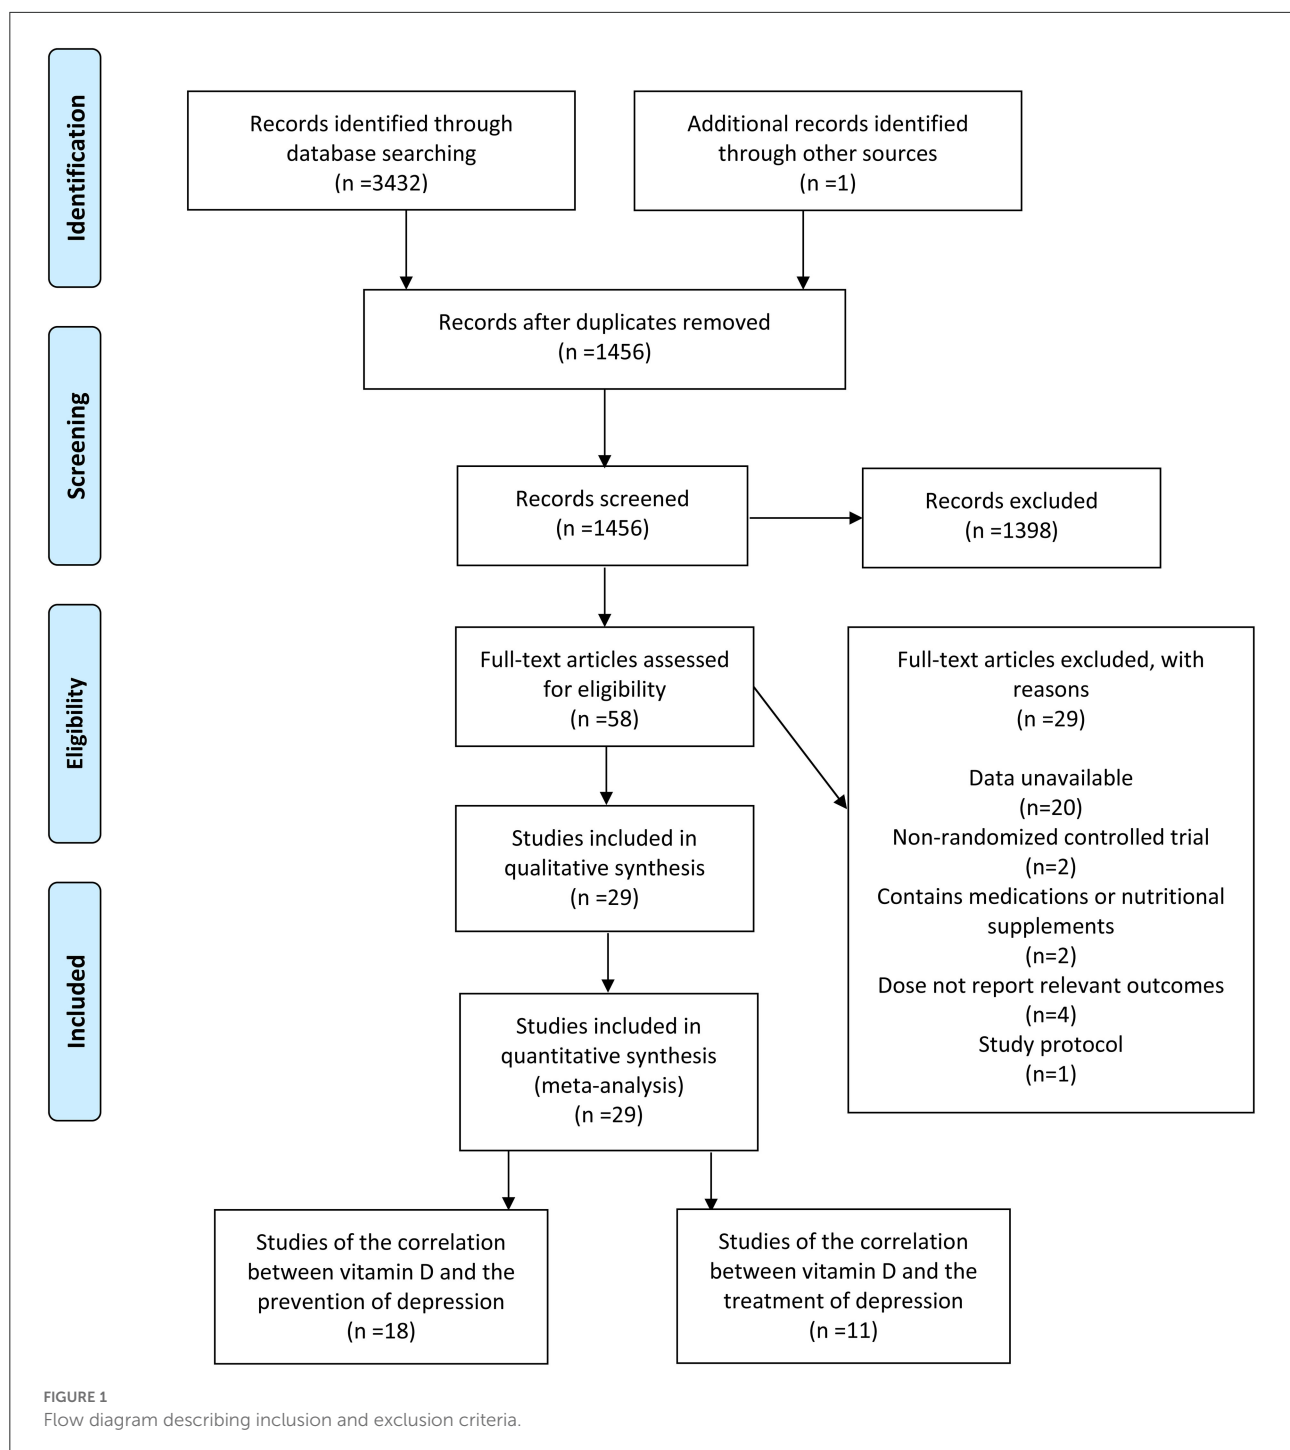 Identification
Records identified through
database searching
(n =3432)
Additional records identified
through other sources
(n =1)
Records after duplicates removed
(n =1456)
Screening
Records screened
(n =1456)
Records excluded
(n =1398)
Eligibility
Full-text articles assessed
for eligibility
(n =58)
Full-text articles excluded, with
reasons
(n =29)
Data unavailable
(n=20)
Non-randomized controlled trial
(n=2)
Contains medications or nutritional
supplements
(n=2)
Dose not report relevant outcomes
(n=4)
Study protocol
(n=1)
Studies included in
qualitative synthesis
(n =29)
Included
Studies included in
quantitative synthesis
(meta-analysis)
(n =29)
Studies of the correlation
between vitamin D and the
prevention of depression
(n =18)
Studies of the correlation
between vitamin D and the
treatment of depression
(n =11)
FIGURE 1
Flow diagram describing inclusion and exclusion criteria.